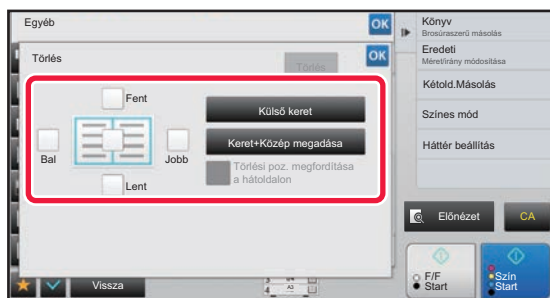 Egyéb
OK
Törlés
OK
Törlés
Fent
Bal
Jobb
Lent
Külső keret
Keret+Közép megadása
Törlési poz. megfordítása
a hátoldalon
Vissza
Könyv
Brosúraszerű másolás
Eredeti
Méret/irány módosítása
Kétold.Másolás
Színes mód
Háttér beállítás
Előnézet
CA
F/F
Start
Szín
Start